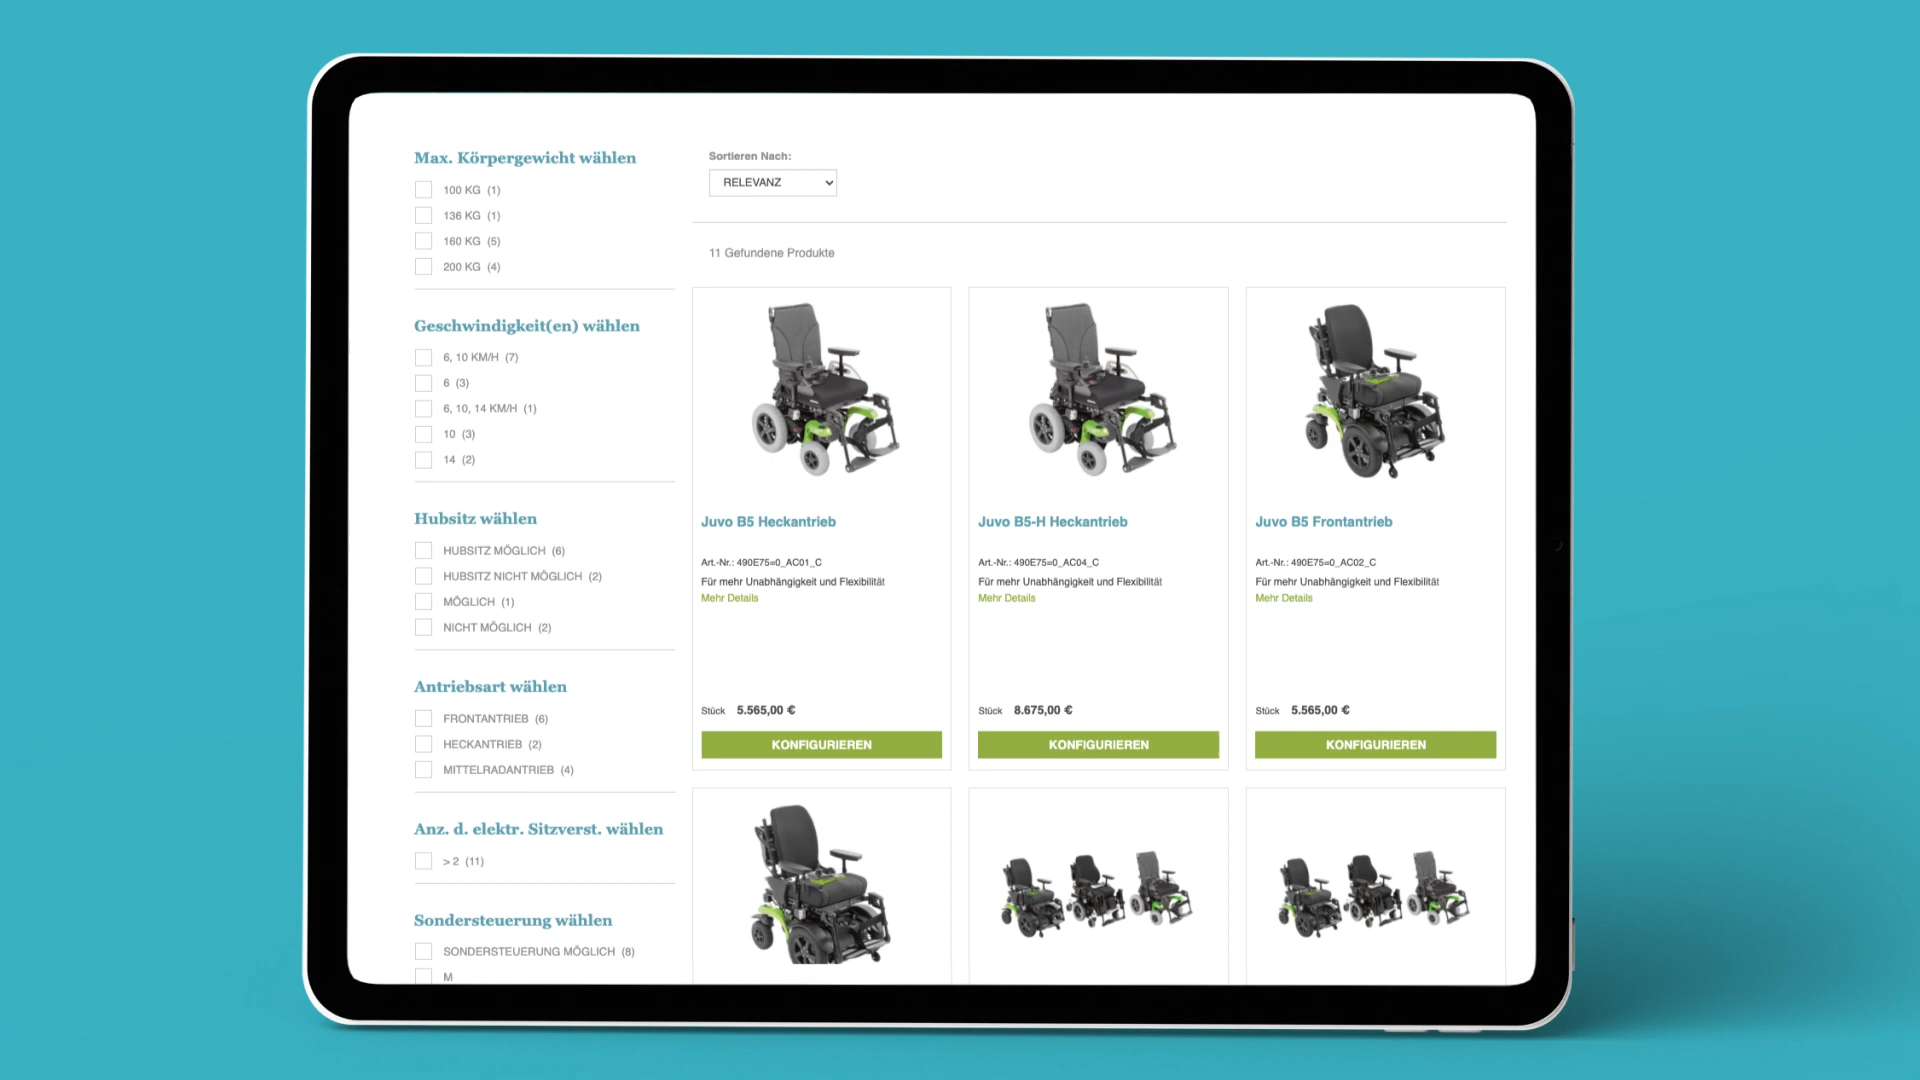 Max. Körpergewicht wählen
100 KG (1)
136 KG (1)
160 KG (5)
200 KG (4)
Geschwindigkeit(en) wählen
6, 10 KM/H (7)
6 (3)
6, 10, 14 KM/H (1)
10 (3)
14 (2)
Hubsitz wählen
HUBSITZ MÖGLICH (6)
HUBSITZ NICHT MÖGLICH (2)
MÖGLICH (1)
NICHT MÖGLICH (2)
Antriebsart wählen
FRONTANTRIEB (6)
HECKANTRIEB (2)
MITTELRADANTRIEB (4)
Anz. d. elektr. Sitzverst. wählen
> 2 (11)
Sondersteuerung wählen
SONDERSTEUERUNG MÖGLICH (8)
M
Sortieren Nach:
RELEVANZ
11 Gefundene Produkte
Juvo B5 Heckantrieb
Art.-Nr.: 490E75=0_AC01_C
Für mehr Unabhängigkeit und Flexibilität
Mehr Details
Stück 5.565,00 €
KONFIGURIEREN
Juvo B5-H Heckantrieb
Art.-Nr.: 490E75=0_AC04_C
Für mehr Unabhängigkeit und Flexibilität
Mehr Details
Stück 8.675,00 €
KONFIGURIEREN
Juvo B5 Frontantrieb
Art.-Nr.: 490E75=0_AC02_C
Für mehr Unabhängigkeit und Flexibilität
Mehr Details
Stück 5.565,00 €
KONFIGURIEREN